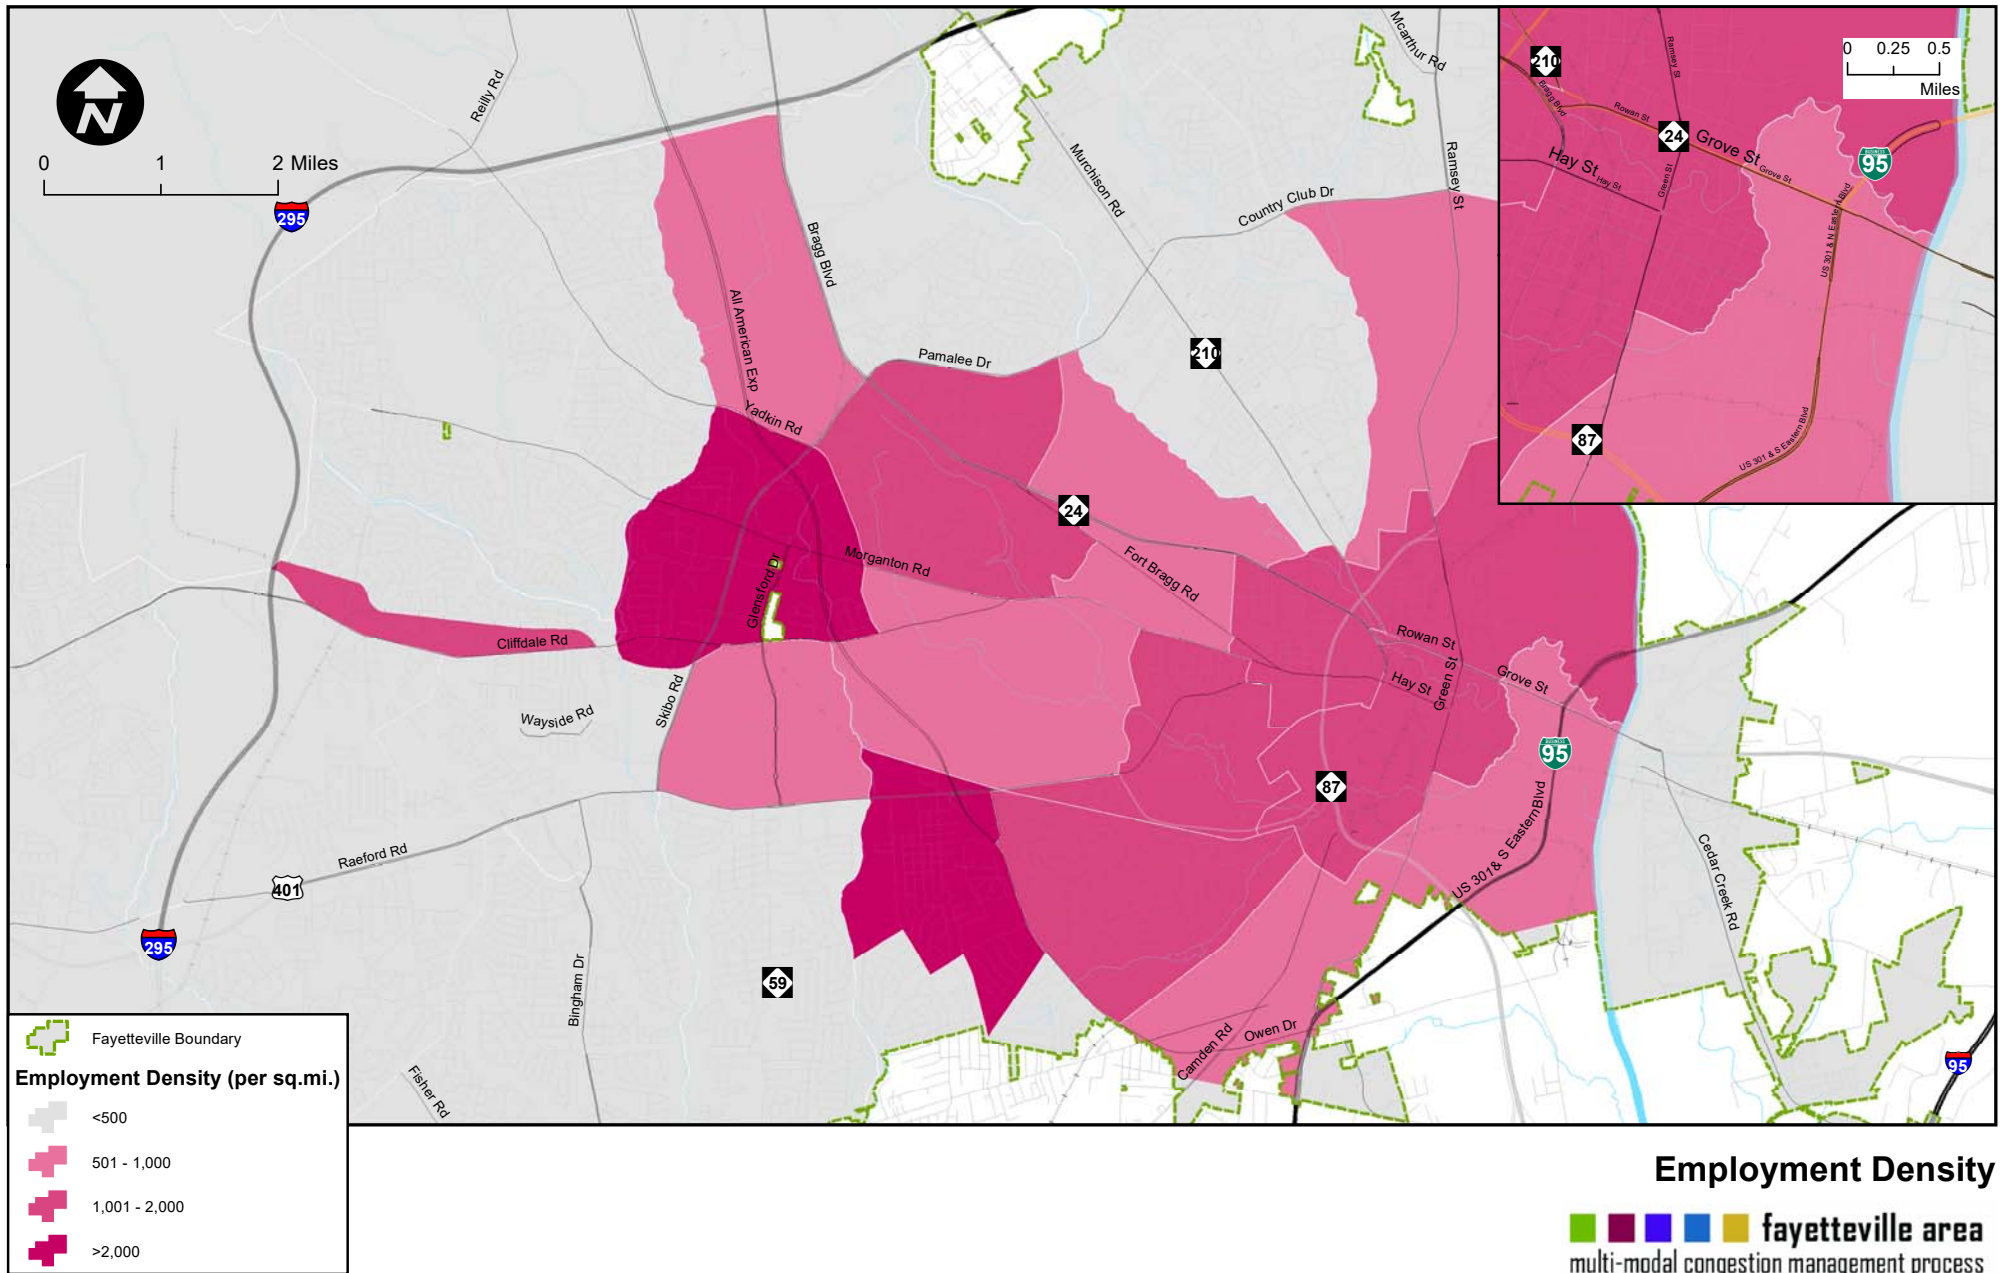 N
0 1 2 Miles
295
Reilly Rd
Mcarthur Rd
Ramsey St
Murchison Rd
Country Club Dr
Bragg Blvd
All American Exp
Pamalee Dr
210
Yadkin Rd
24
Morganton Rd
Fort Bragg Rd
Glensford Dr
Cliffdale Rd
Skibo Rd
Wayside Rd
Rowan St
Hay St
Green St
Grove St
BUSINESS
95
87
US 301 & S Eastern Blvd
Cedar Creek Rd
Raeford Rd
401
295
Bingham Dr
59
Owen Dr
Camden Rd
Fisher Rd
95
0 0.25 0.5
Miles
210
Ramsey St
Bragg Blvd
Rowan St
24
Grove St
Grove St
Hay St
Hay St
Green St
BUSINESS
95
US 301 & N Eastern Blvd
US 301 & S Eastern Blvd
87
Fayetteville Boundary
Employment Density (per sq.mi.)
<500
501 - 1,000
1,001 - 2,000
>2,000
Employment Density
fayetteville area
multi-modal congestion management process